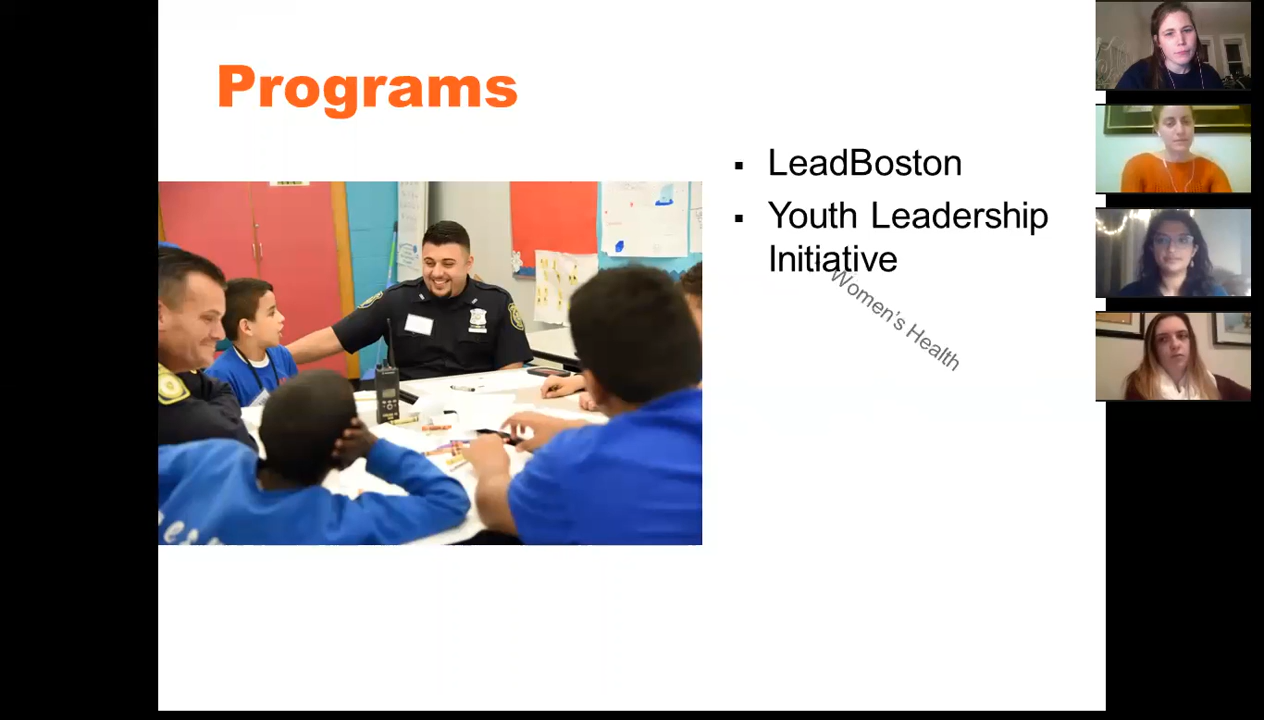 Programs
▪ LeadBoston
▪ Youth Leadership
Initiative
Women's Health